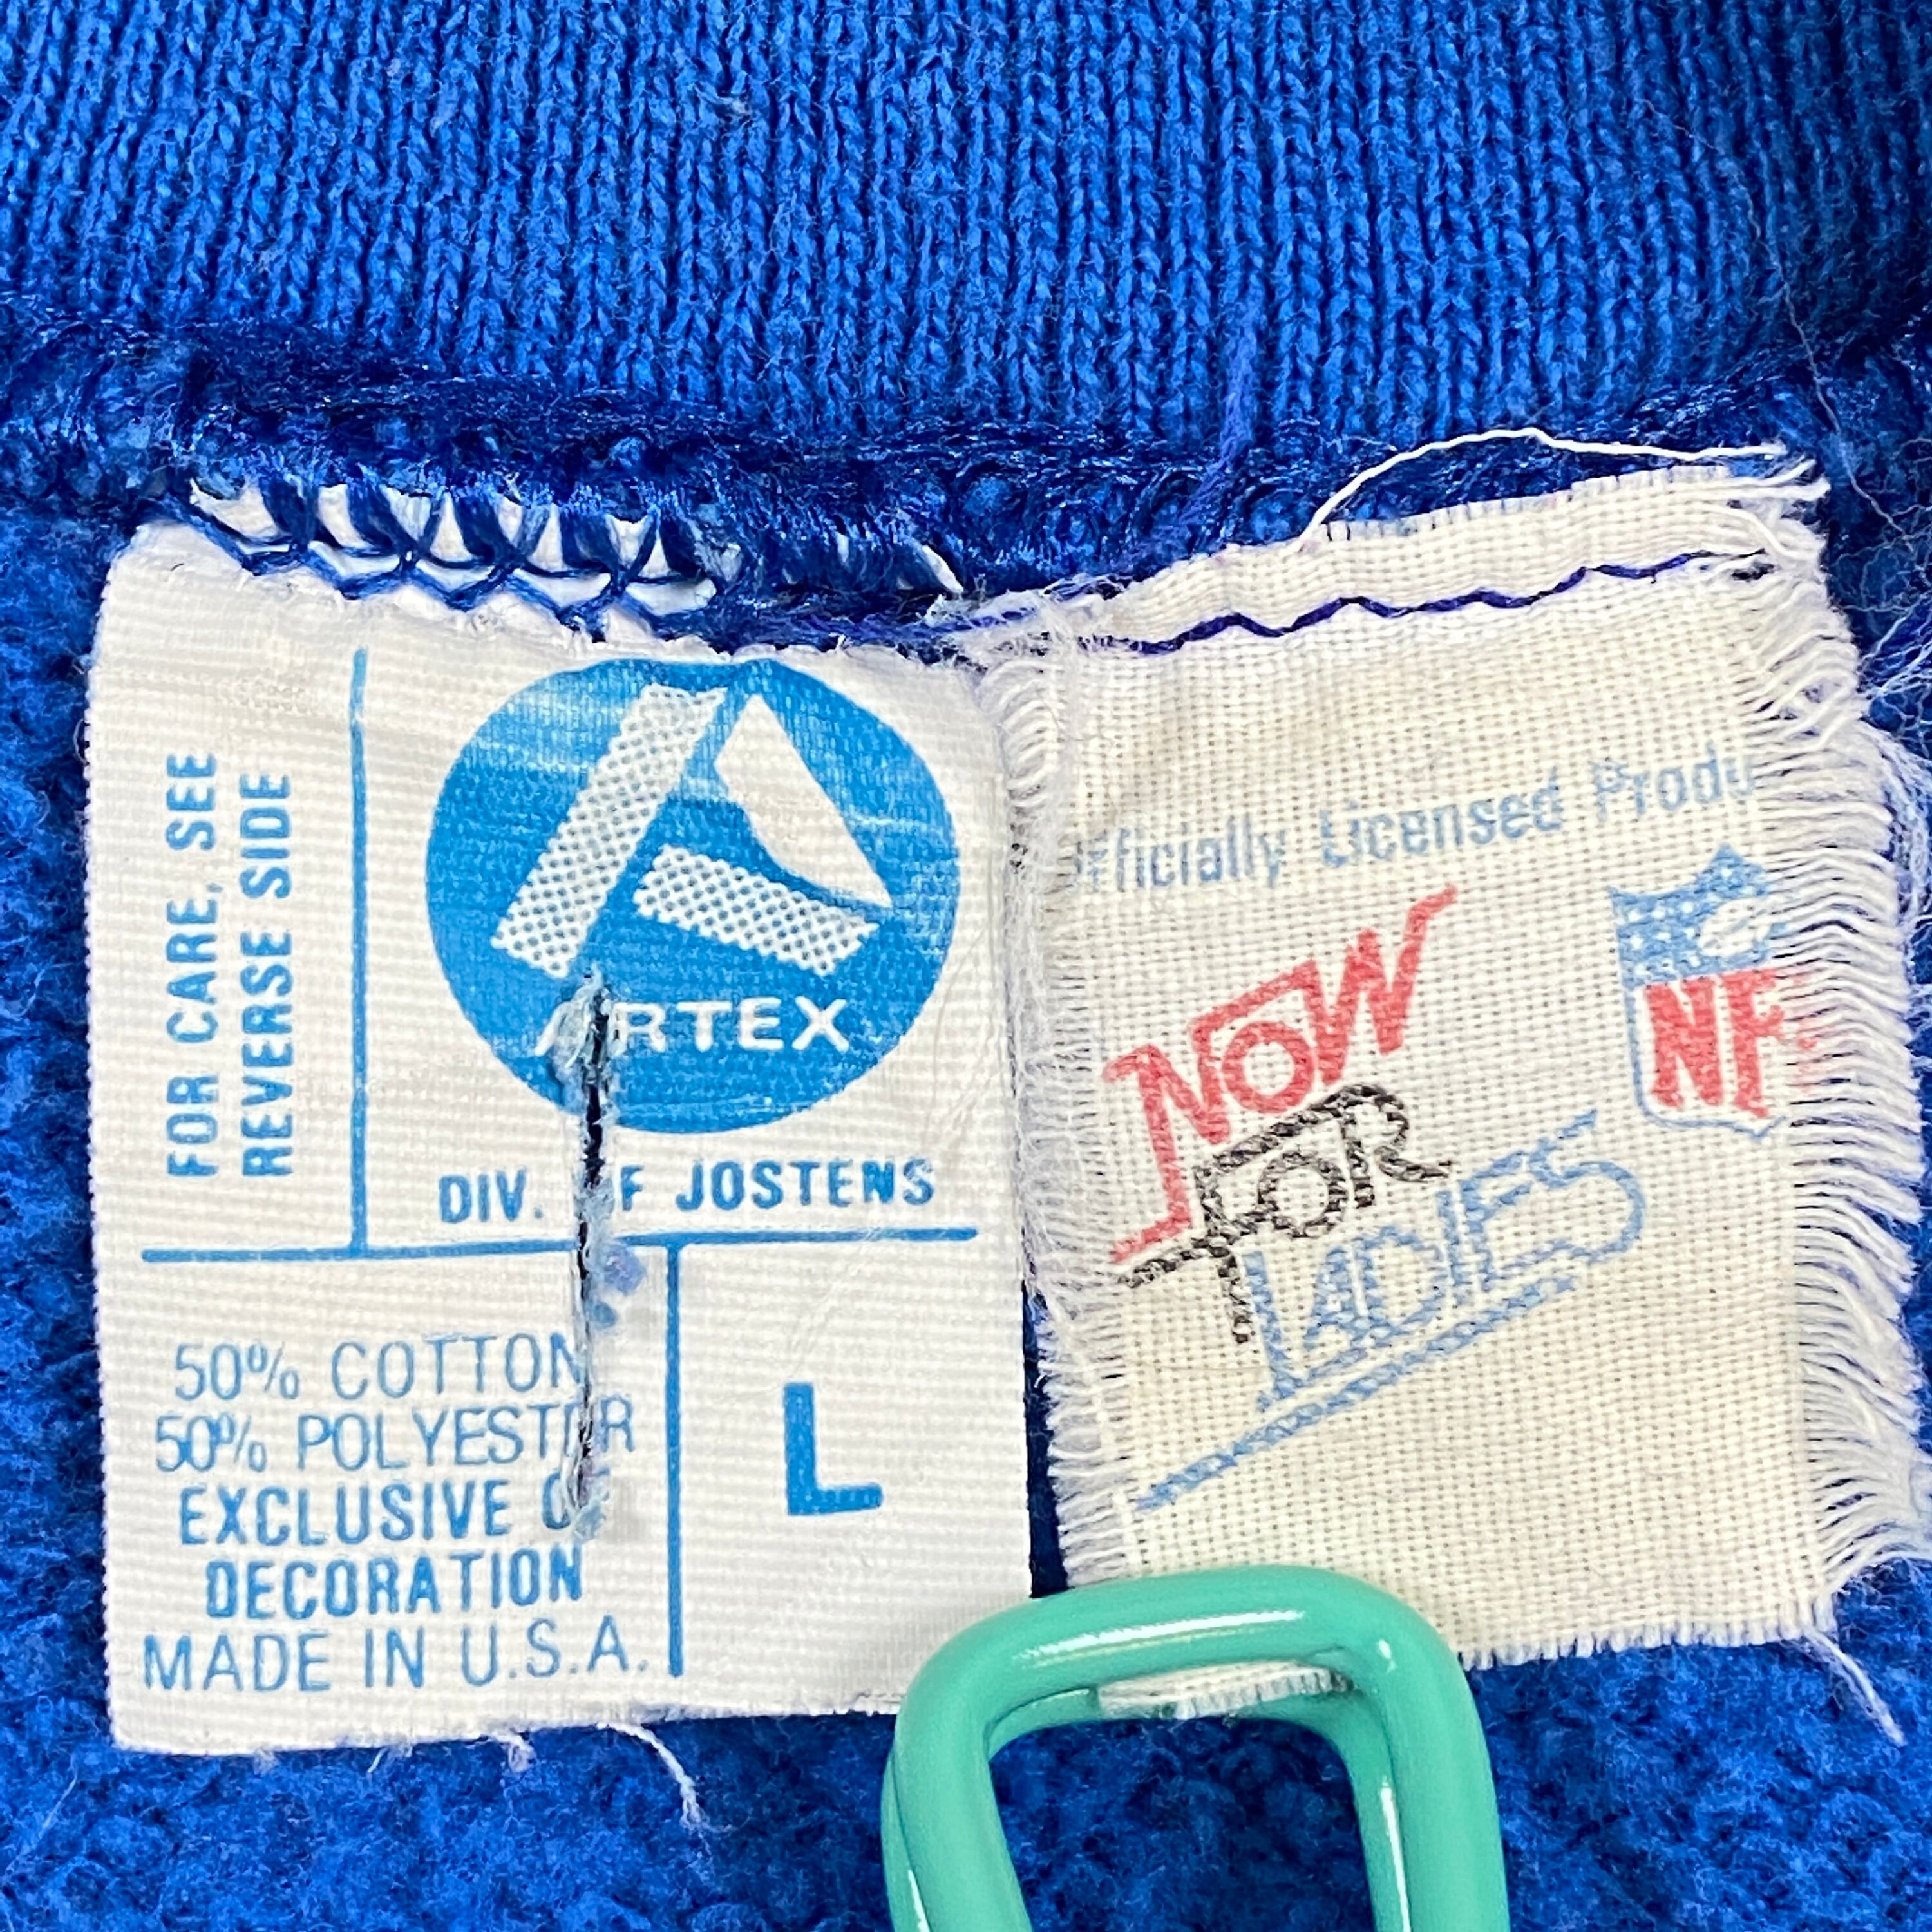 FOR CARE, SEE
REVERSE SIDE
ARTEX
DIV. OF JOSTENS
50% COTTON
50% POLYESTER
EXCLUSIVE OF
DECORATION
MADE IN U.S.A.
L
Officially Licensed Produ
NF
NOW
FOR
LADIES